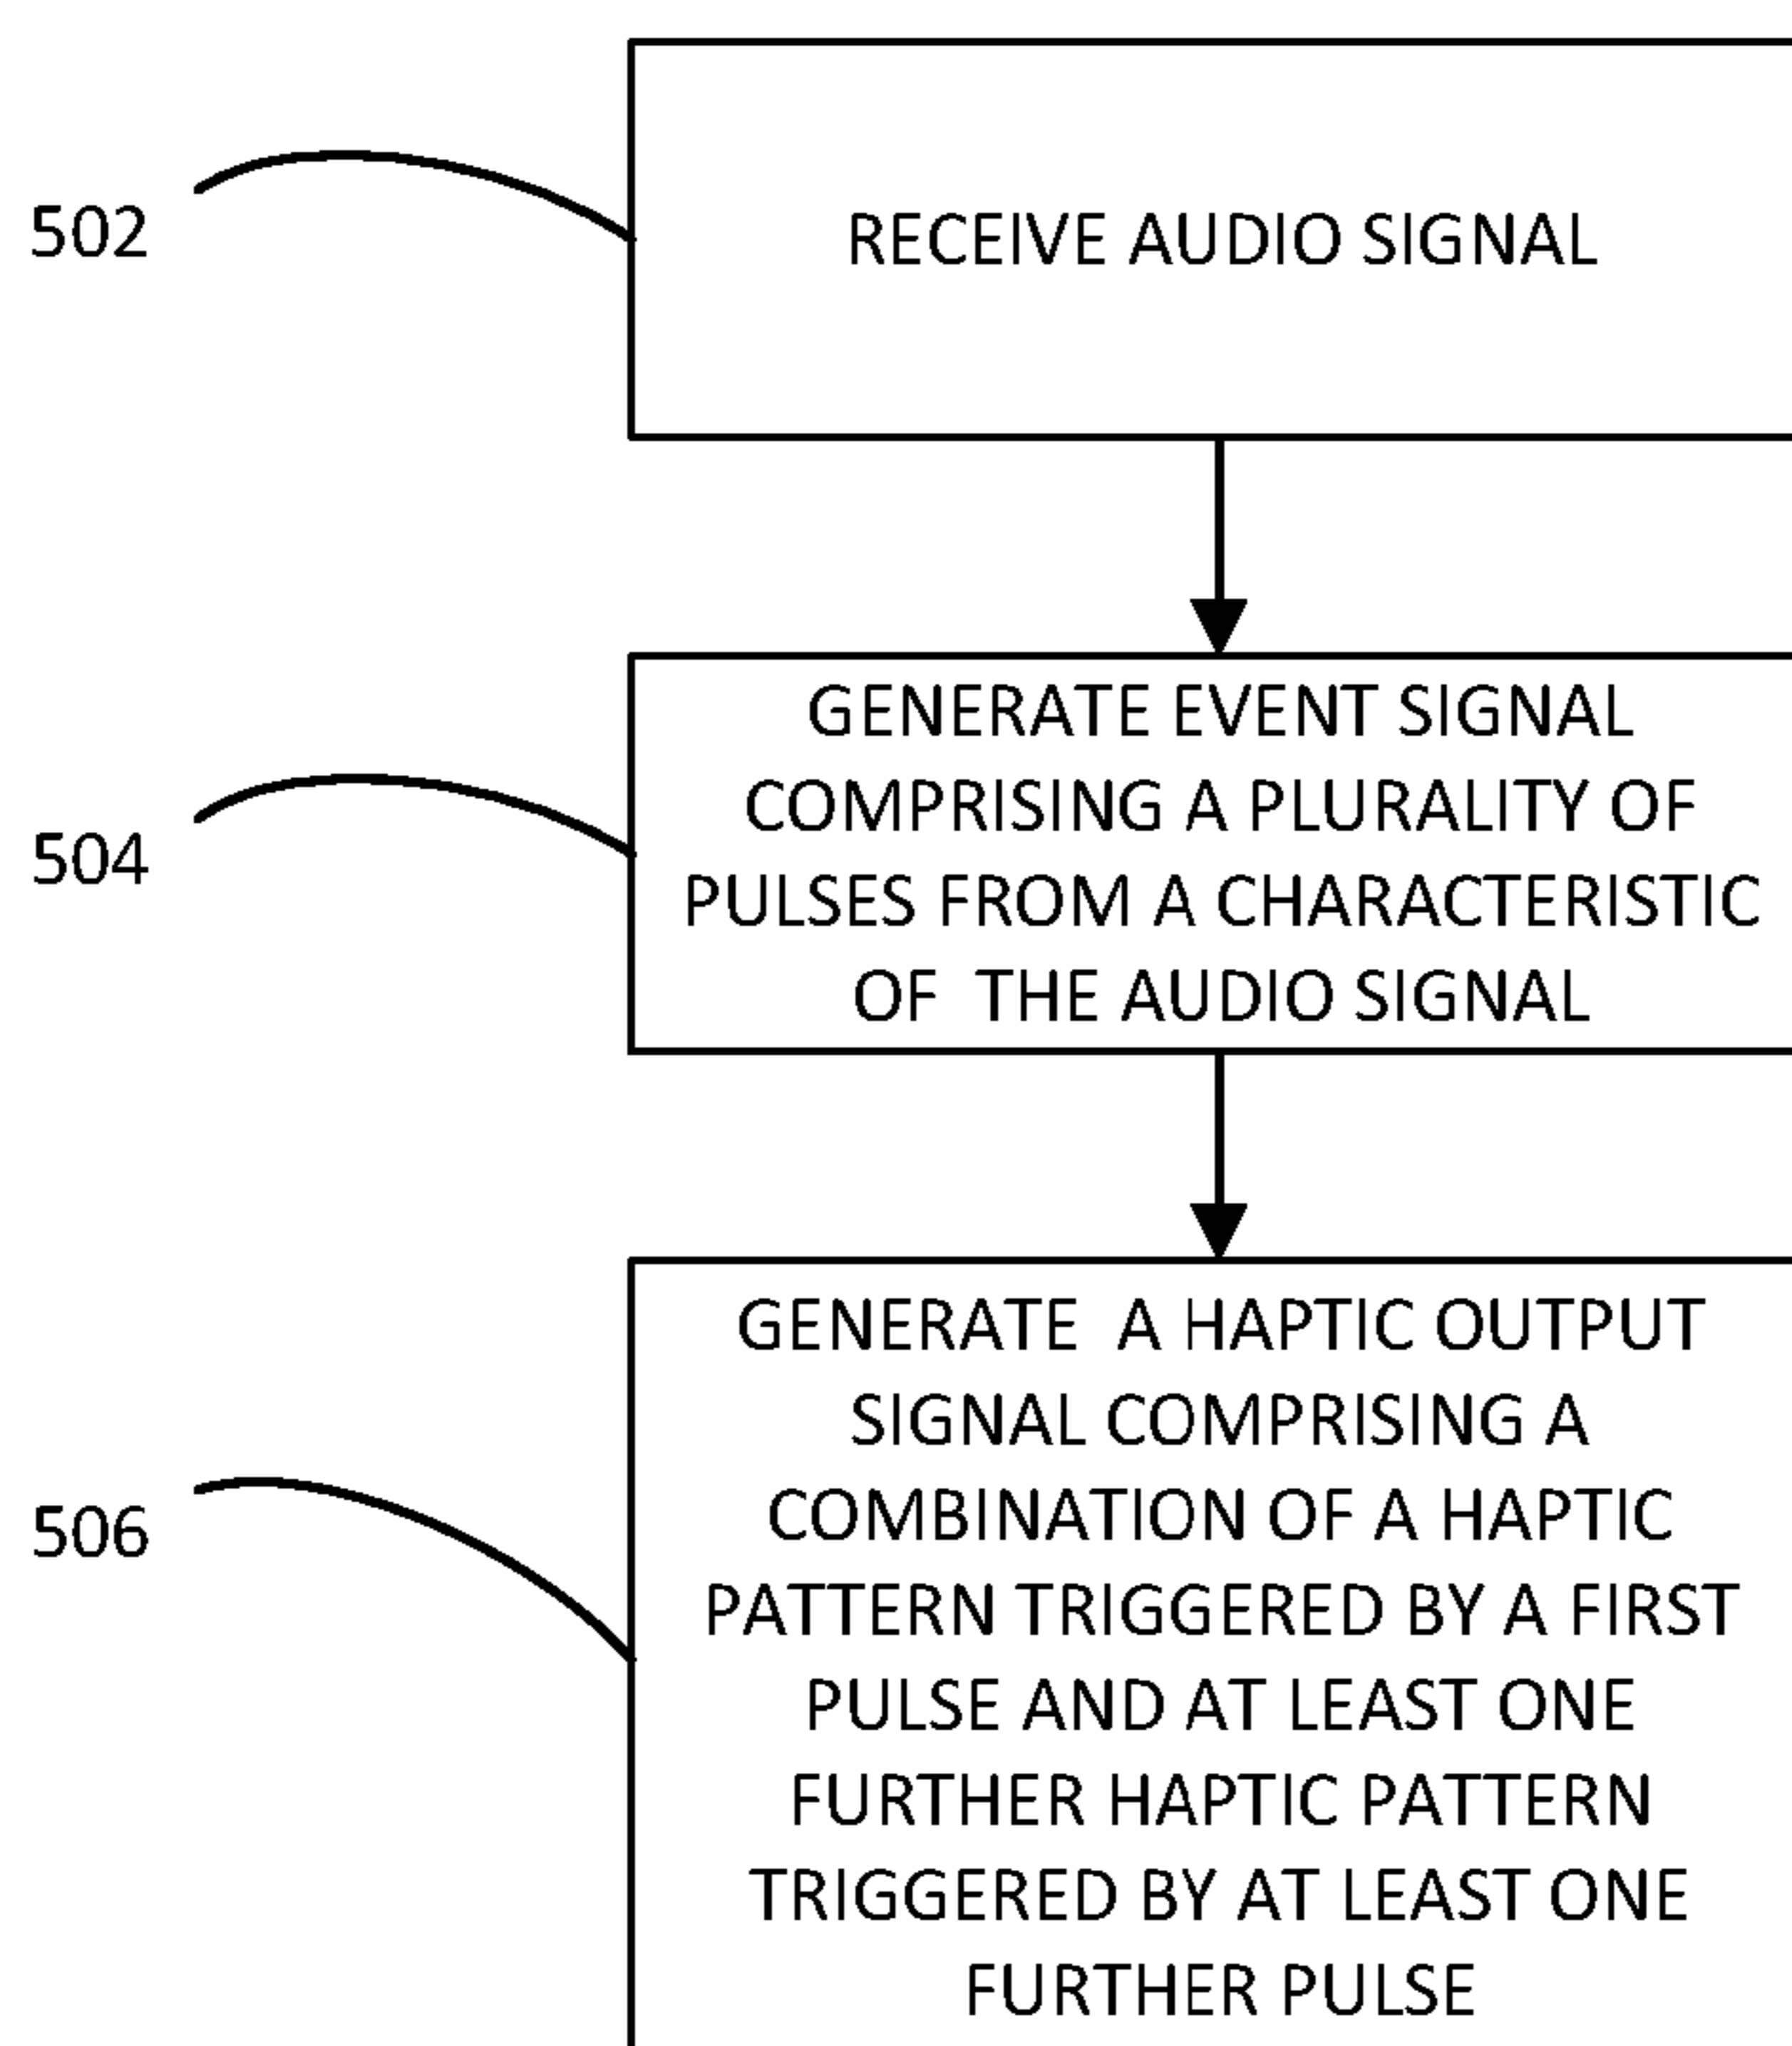 502
RECEIVE AUDIO SIGNAL
504
GENERATE EVENT SIGNAL
COMPRISING A PLURALITY OF
PULSES FROM A CHARACTERISTIC
OF THE AUDIO SIGNAL
506
GENERATE A HAPTIC OUTPUT
SIGNAL COMPRISING A
COMBINATION OF A HAPTIC
PATTERN TRIGGERED BY A FIRST
PULSE AND AT LEAST ONE
FURTHER HAPTIC PATTERN
TRIGGERED BY AT LEAST ONE
FURTHER PULSE